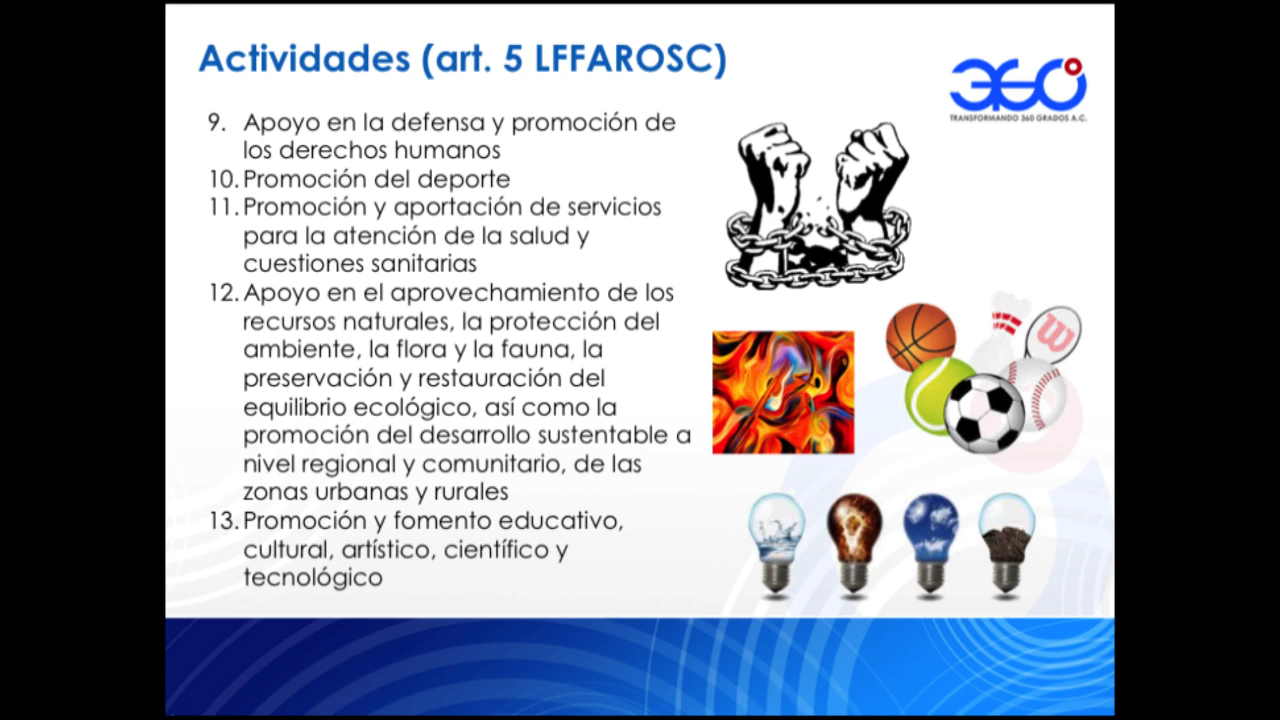 Actividades (art. 5 LFFAROSC)
360°
TRANSFORMANDO 360 GRADOS A.C.
9. Apoyo en la defensa y promoción de
los derechos humanos
10. Promoción del deporte
11. Promoción y aportación de servicios
para la atención de la salud y
cuestiones sanitarias
12. Apoyo en el aprovechamiento de los
recursos naturales, la protección del
ambiente, la flora y la fauna, la
preservación y restauración del
equilibrio ecológico, así como la
promoción del desarrollo sustentable a
nivel regional y comunitario, de las
zonas urbanas y rurales
13. Promoción y fomento educativo,
cultural, artístico, científico y
tecnológico
W